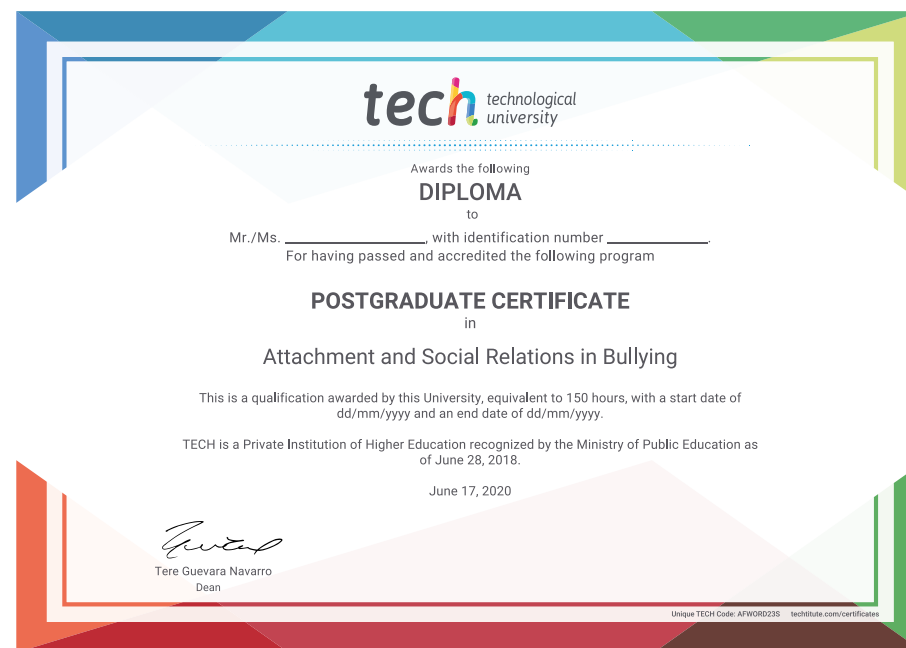 tech technological
university
Awards the following
DIPLOMA
to
Mr./Ms. ____________________, with identification number ______________.
For having passed and accredited the following program
POSTGRADUATE CERTIFICATE
in
Attachment and Social Relations in Bullying
This is a qualification awarded by this University, equivalent to 150 hours, with a start date of
dd/mm/yyyy and an end date of dd/mm/yyyy.
TECH is a Private Institution of Higher Education recognized by the Ministry of Public Education as
of June 28, 2018.
June 17, 2020
Tere Guevara Navarro
Dean
Unique TECH Code: AFWORD23S techtitute.com/certificates